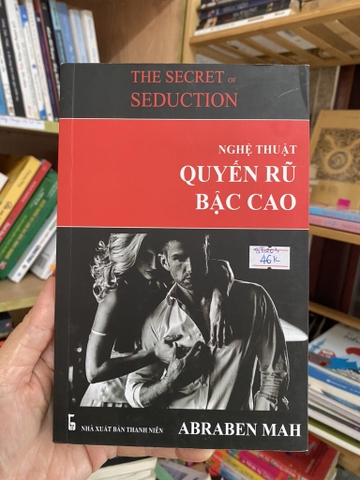 THE SECRET OF
SEDUCTION
NGHỆ THUẬT
QUYẾN RŨ
BẬC CAO
46K
NHÀ XUẤT BẢN THANH NIÊN
ABRABEN MAH